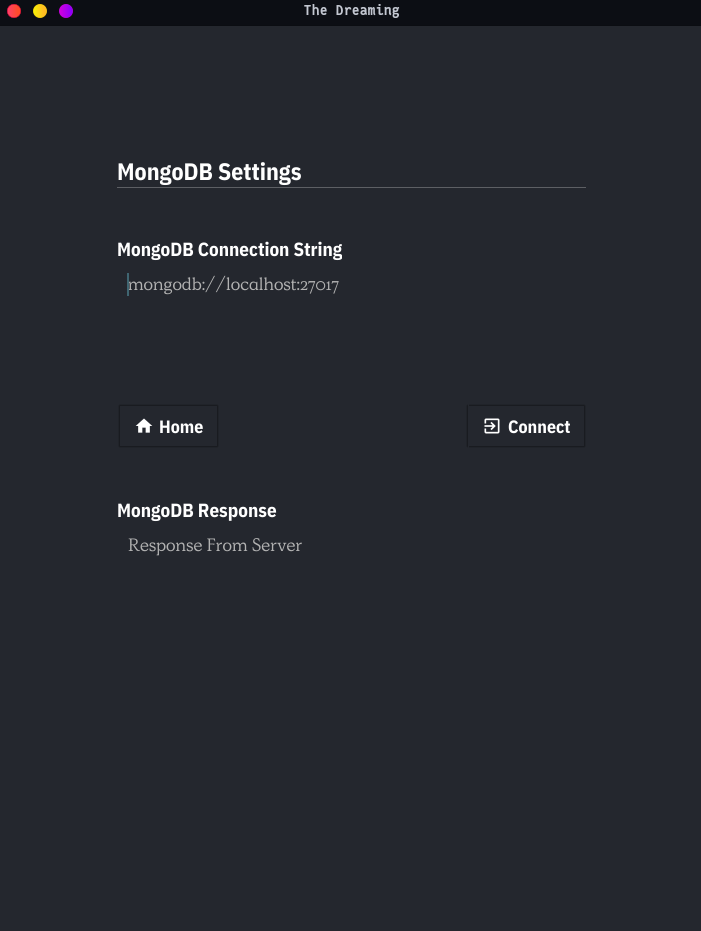 The Dreaming
MongoDB Settings
MongoDB Connection String
mongodb://localhost:27017
Home
Connect
MongoDB Response
Response From Server